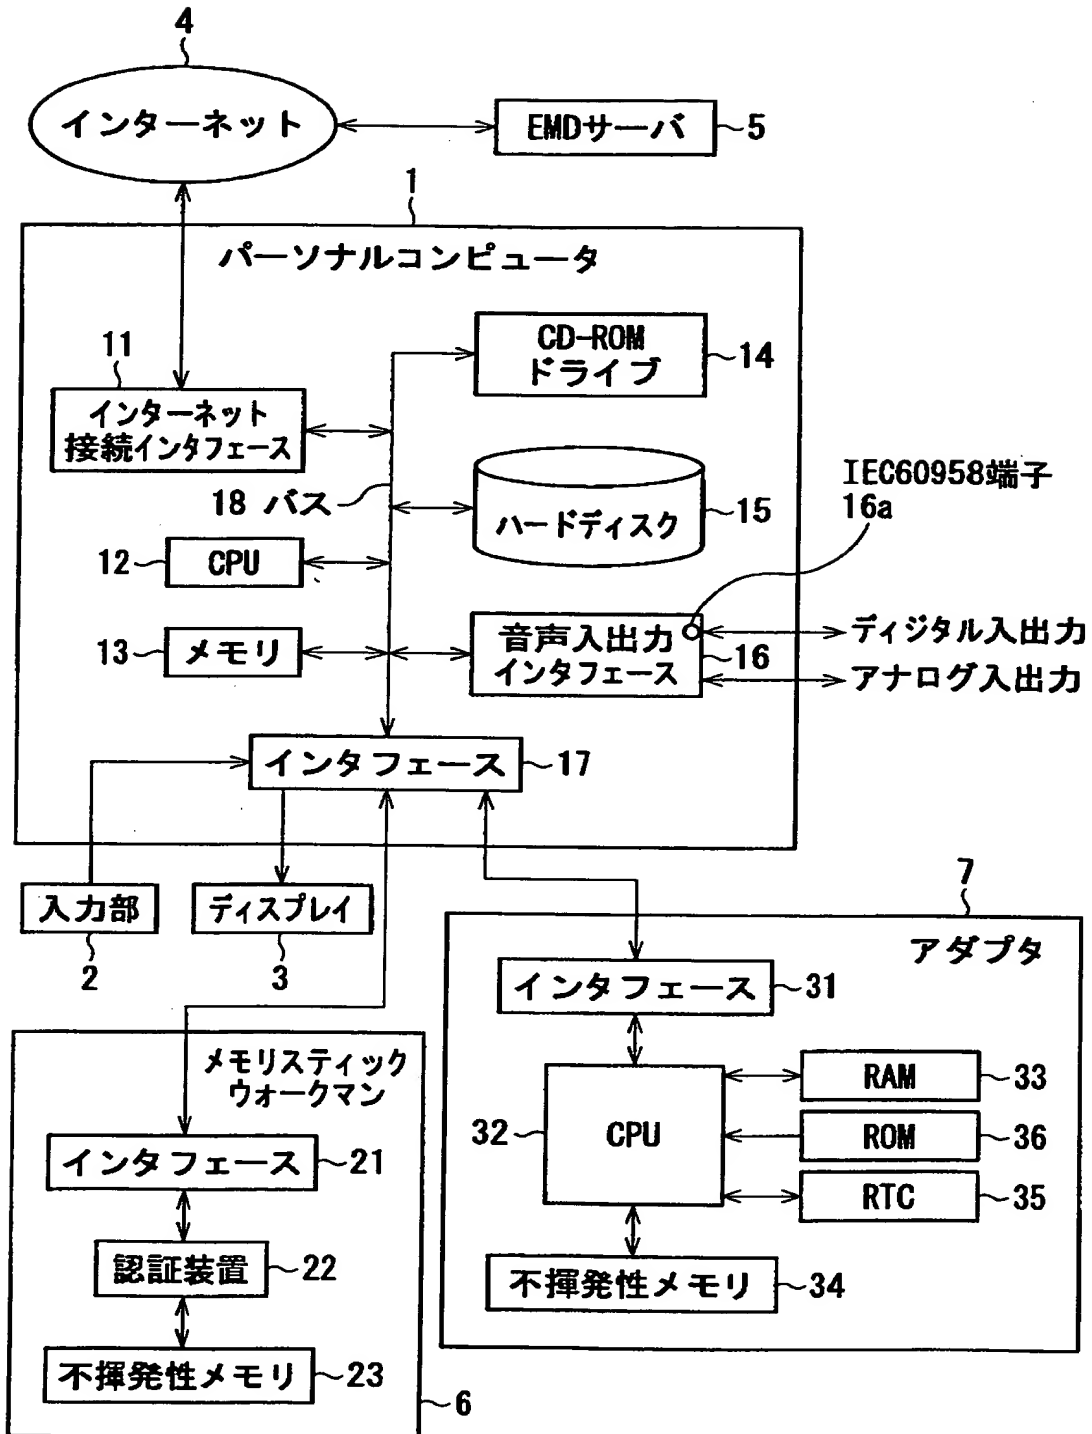 4
インターネット
EMDサーバ
5
1
パーソナルコンピュータ
11
インターネット
接続インタフェース
CD-ROM
ドライブ
14
18 バス
ハードディスク
15
IEC60958端子
16a
12
CPU
13
メモリ
音声入出力
インタフェース
16
ディジタル入出力
アナログ入出力
インタフェース
17
入力部
2
ディスプレイ
3
7
アダプタ
インタフェース
31
32
CPU
RAM
33
ROM
36
RTC
35
不揮発性メモリ
34
メモリスティック
ウォークマン
インタフェース
21
認証装置
22
不揮発性メモリ
23
6